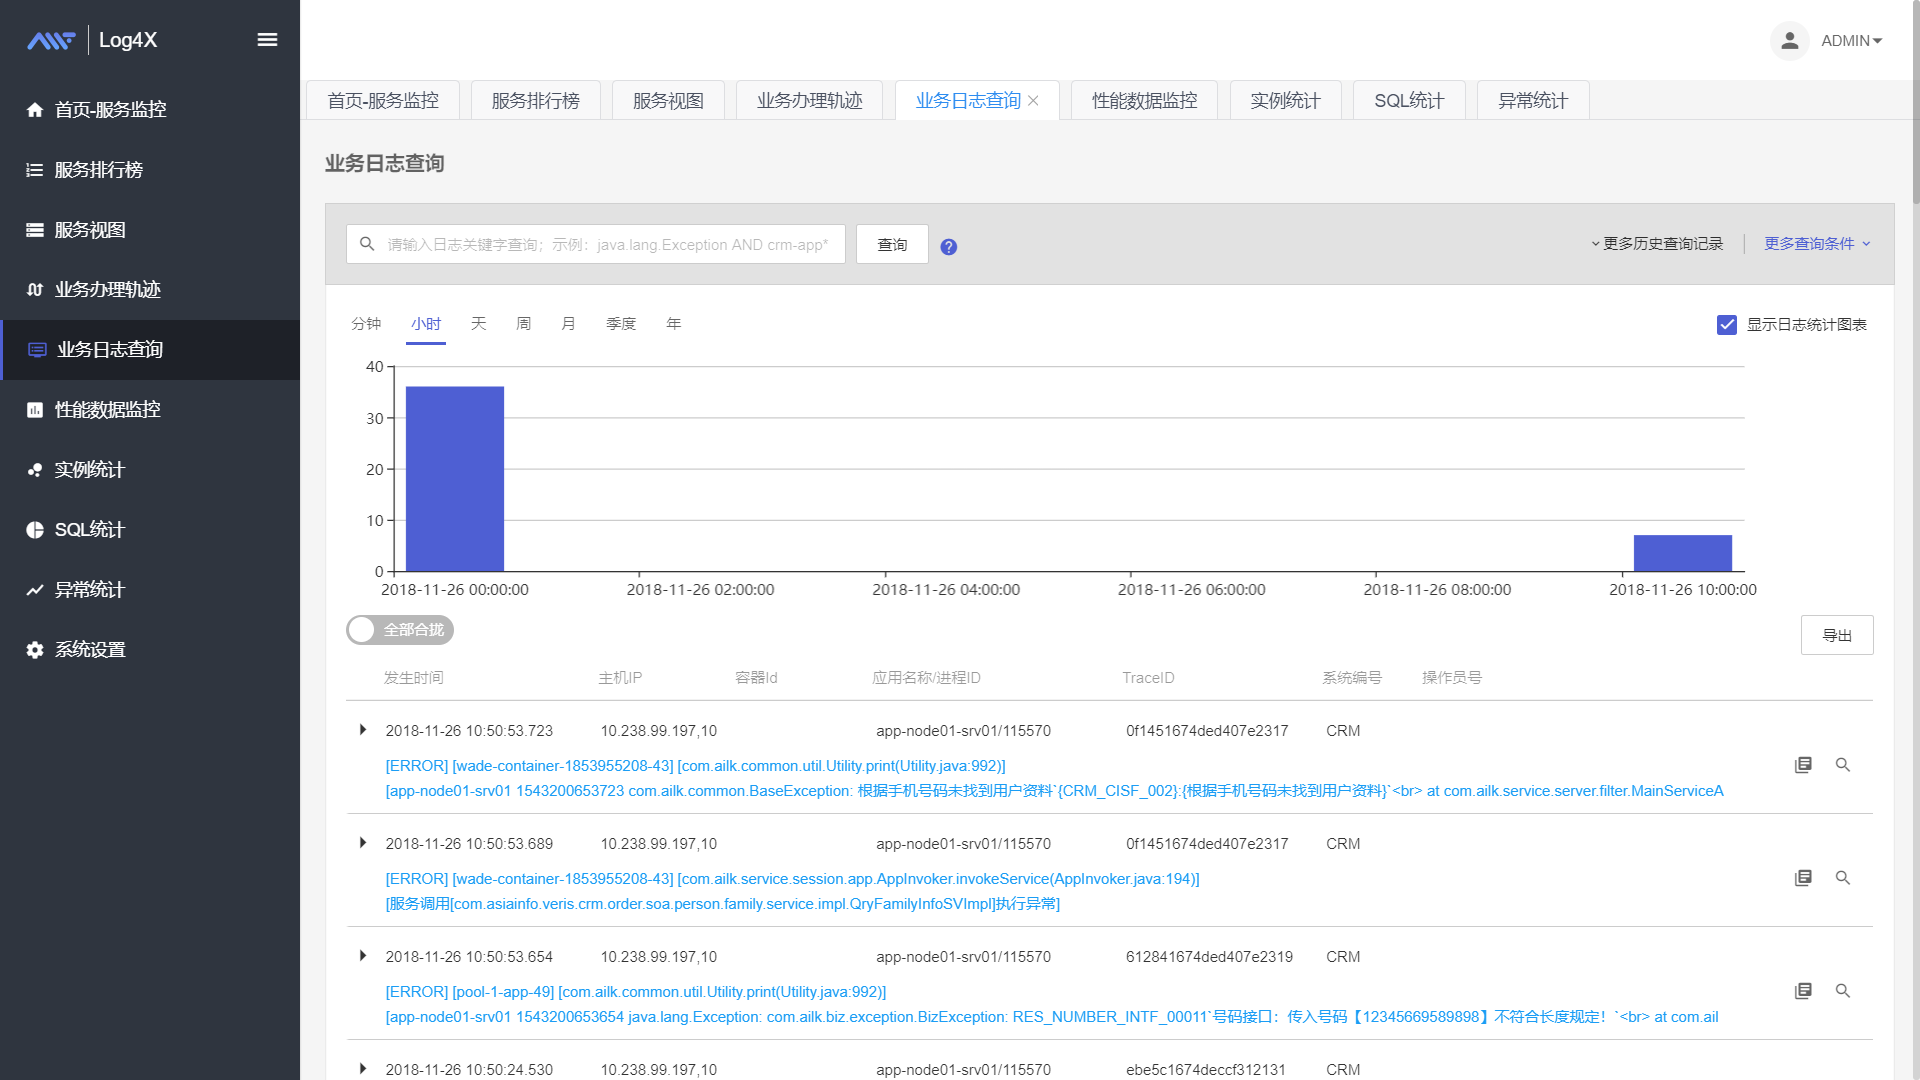 Log4X
ADMIN
首页-服务监控
服务排行榜
服务视图
业务办理轨迹
业务日志查询
性能数据监控
实例统计
SQL统计
异常统计
系统设置
首页-服务监控 服务排行榜 服务视图 业务办理轨迹 业务日志查询 性能数据监控 实例统计 SQL统计 异常统计
业务日志查询
请输入日志关键字查询；示例：java.lang.Exception AND crm-app* 查询 ? 更多历史查询记录 更多查询条件
分钟 小时 天 周 月 季度 年 显示日志统计图表
40
30
20
10
0
2018-11-26 00:00:00 2018-11-26 02:00:00 2018-11-26 04:00:00 2018-11-26 06:00:00 2018-11-26 08:00:00 2018-11-26 10:00:00
全部合拢 导出
发生时间 主机IP 容器Id 应用名称/进程ID TraceID 系统编号 操作员号
2018-11-26 10:50:53.723 10.238.99.197,10 app-node01-srv01/115570 0f1451674ded407e2317 CRM
[ERROR] [wade-container-1853955208-43] [com.ailk.common.util.Utility.print(Utility.java:992)]
[app-node01-srv01 1543200653723 com.ailk.common.BaseException: 根据手机号码未找到用户资料`{CRM_CISF_002}:{根据手机号码未找到用户资料}`<br> at com.ailk.service.server.filter.MainServiceA
2018-11-26 10:50:53.689 10.238.99.197,10 app-node01-srv01/115570 0f1451674ded407e2317 CRM
[ERROR] [wade-container-1853955208-43] [com.ailk.service.session.app.AppInvoker.invokeService(AppInvoker.java:194)]
[服务调用[com.asiainfo.veris.crm.order.soa.person.family.service.impl.QryFamilyInfoSVImpl]执行异常]
2018-11-26 10:50:53.654 10.238.99.197,10 app-node01-srv01/115570 612841674ded407e2319 CRM
[ERROR] [pool-1-app-49] [com.ailk.common.util.Utility.print(Utility.java:992)]
[app-node01-srv01 1543200653654 java.lang.Exception: com.ailk.biz.exception.BizException: RES_NUMBER_INTF_00011`号码接口：传入号码【12345669589898】不符合长度规定！`<br> at com.ail
2018-11-26 10:50:24.530 10.238.99.197,10 app-node01-srv01/115570 ebe5c1674deccf312131 CRM